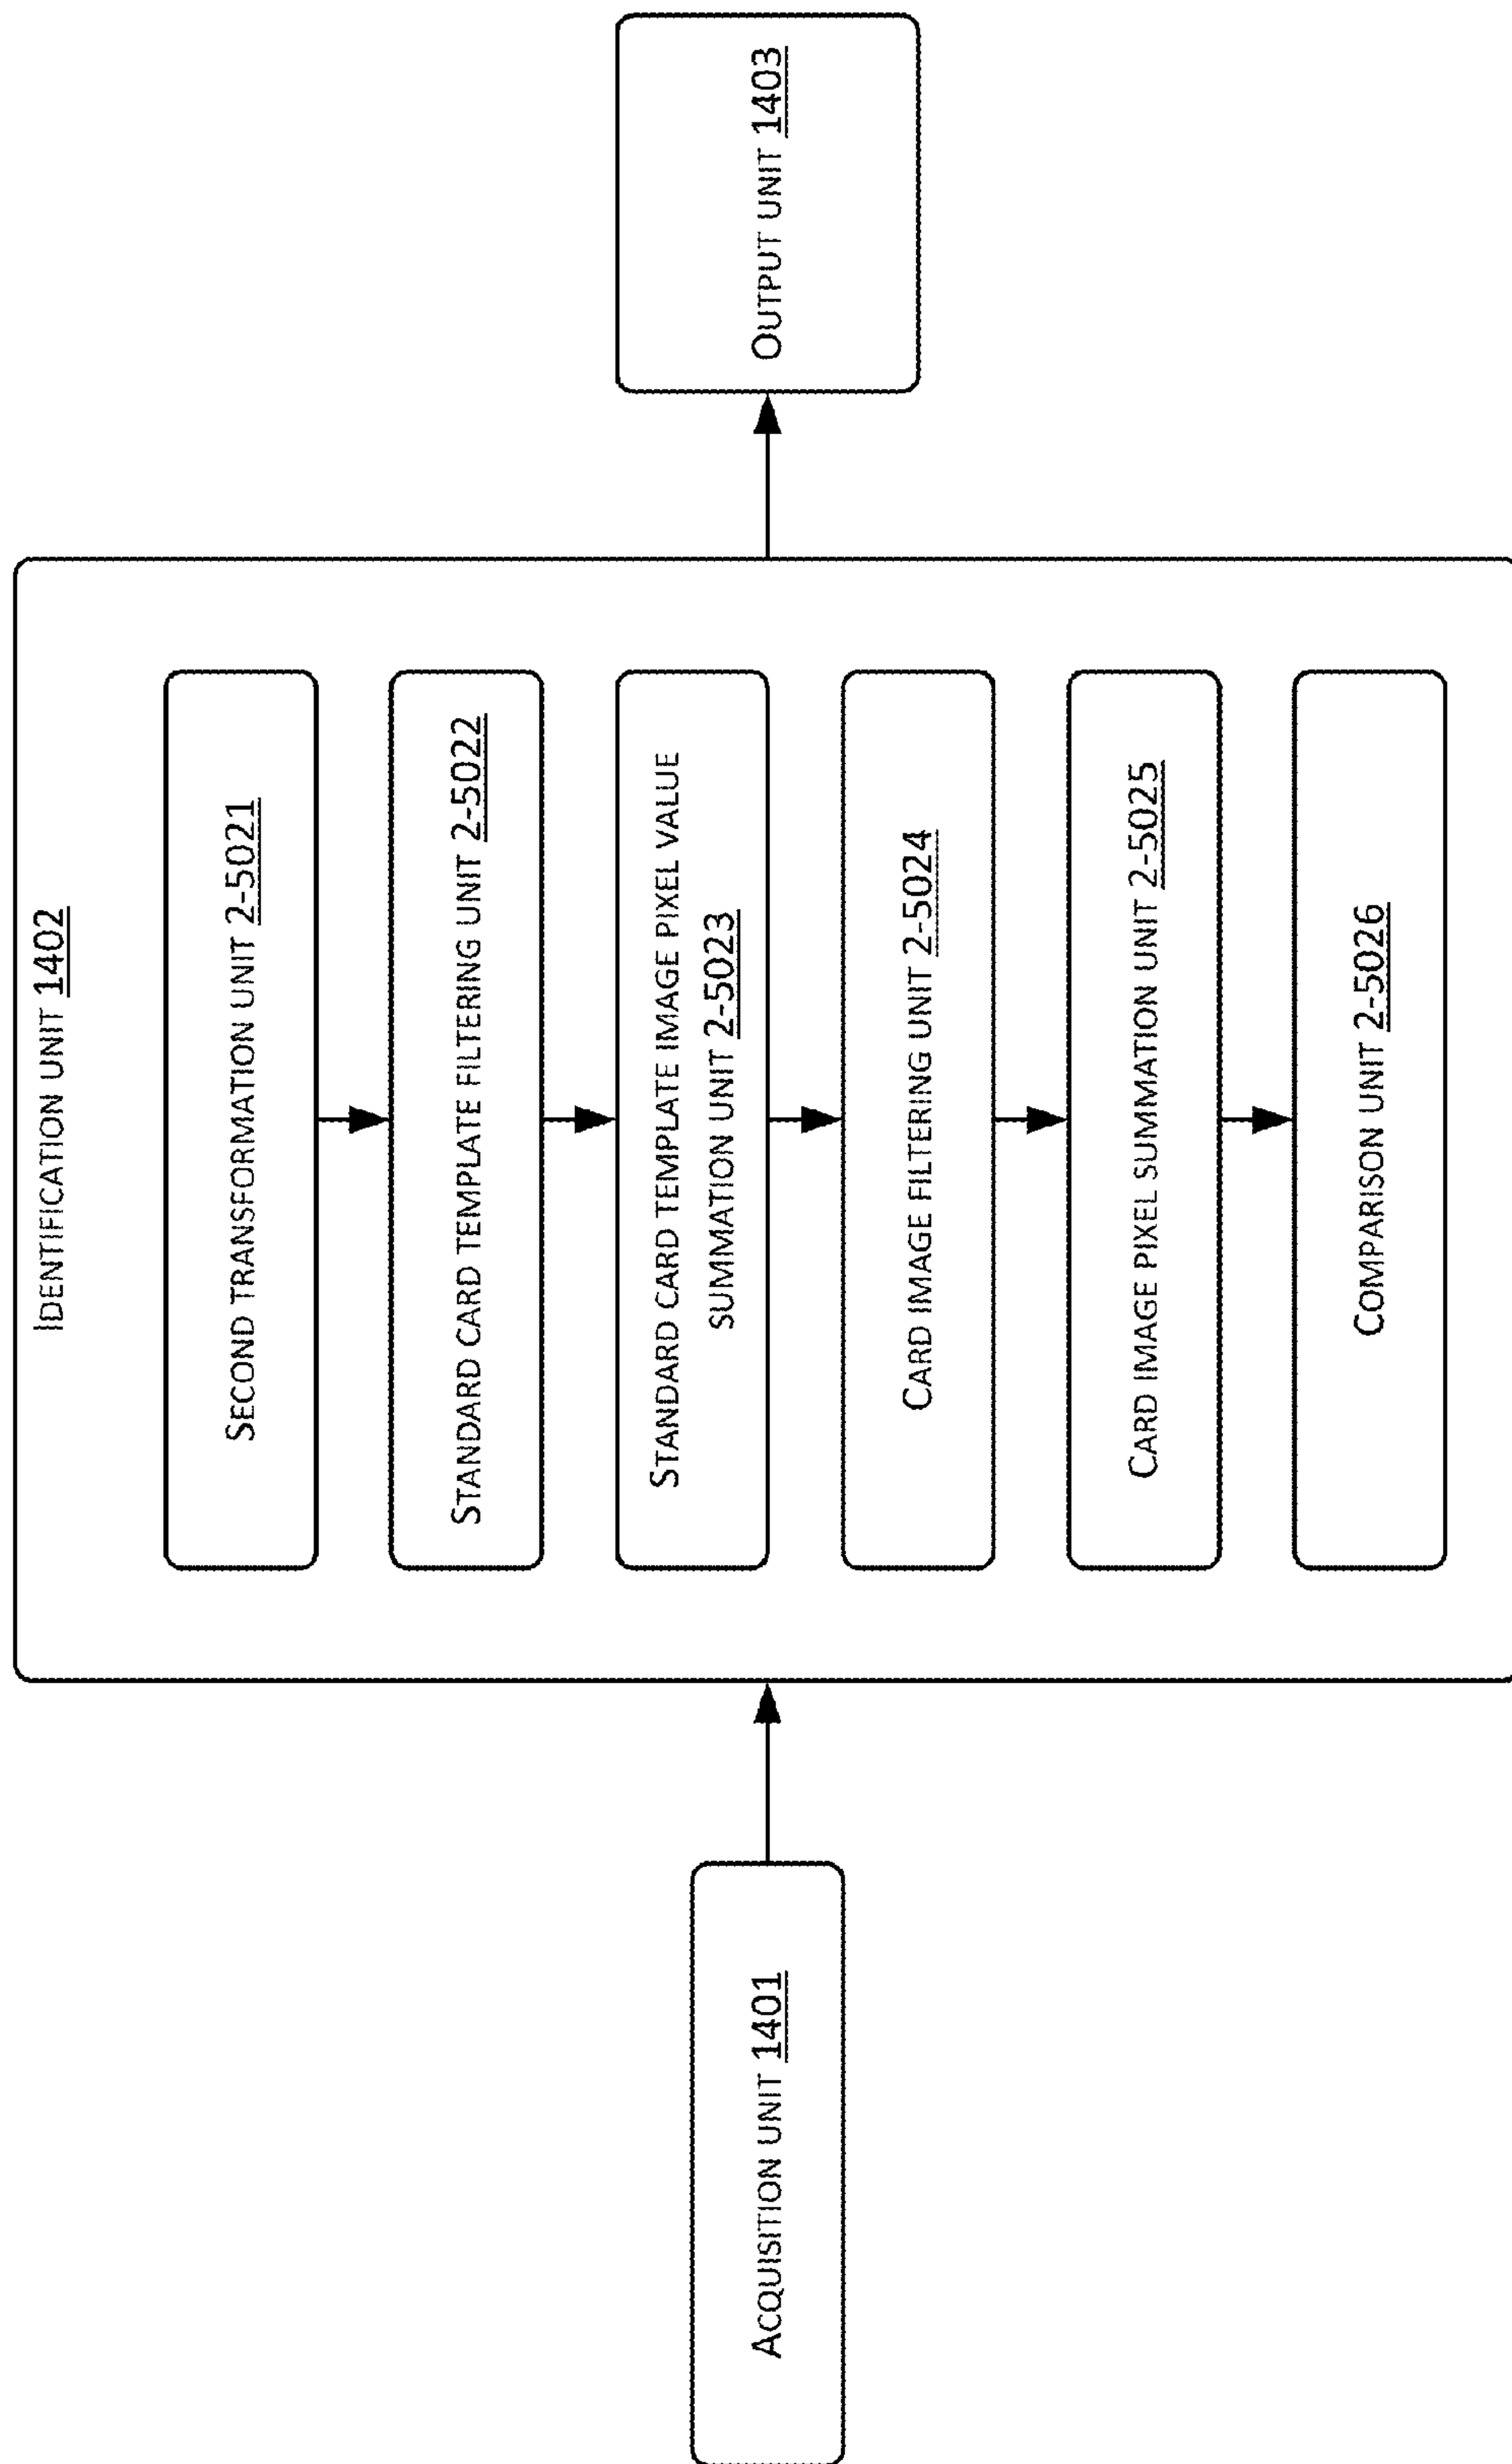 ACQUISITION UNIT 1401
IDENTIFICATION UNIT 1402
SECOND TRANSFORMATION UNIT 2-5021
STANDARD CARD TEMPLATE FILTERING UNIT 2-5022
STANDARD CARD TEMPLATE IMAGE PIXEL VALUE
SUMMATION UNIT 2-5023
CARD IMAGE FILTERING UNIT 2-5024
CARD IMAGE PIXEL SUMMATION UNIT 2-5025
COMPARISON UNIT 2-5026
OUTPUT UNIT 1403